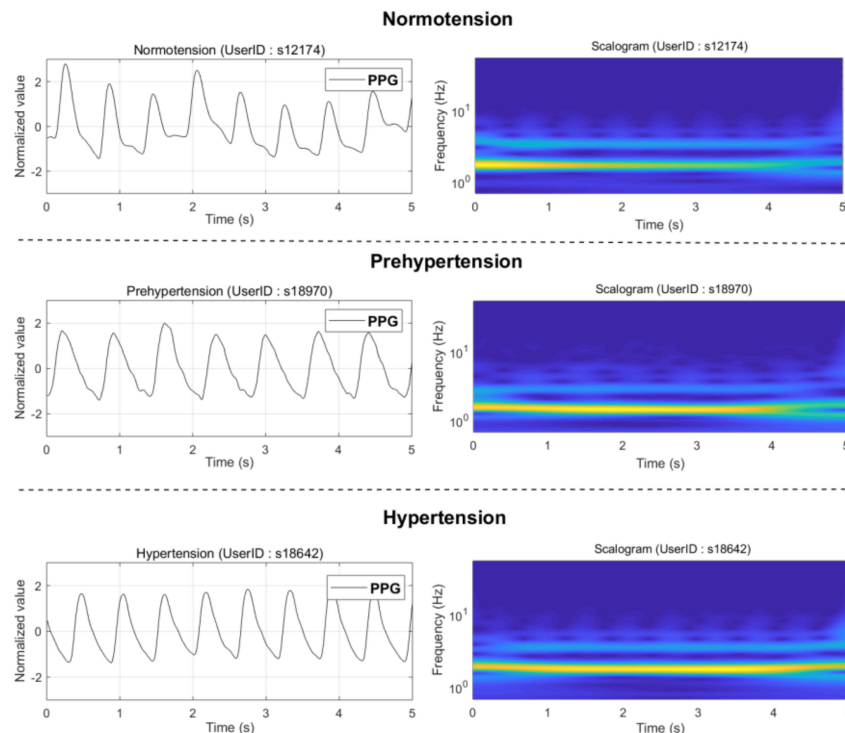 Normotension
Normotension (UserID : s12174)
Scalogram (UserID : s12174)
PPG
Normalized value
2
0
-2
0 1 2 3 4 5
Time (s)
Frequency (Hz)
10^1
10^0
0 1 2 3 4 5
Time (s)
Prehypertension
Prehypertension (UserID : s18970)
Scalogram (UserID : s18970)
PPG
Normalized value
2
0
-2
0 1 2 3 4 5
Time (s)
Frequency (Hz)
10^1
10^0
0 1 2 3 4 5
Time (s)
Hypertension
Hypertension (UserID : s18642)
Scalogram (UserID : s18642)
PPG
Normalized value
2
0
-2
0 1 2 3 4 5
Time (s)
Frequency (Hz)
10^1
10^0
0 1 2 3 4 5
Time (s)